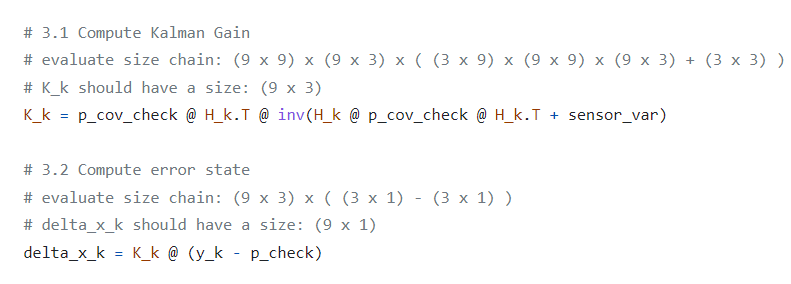 # 3.1 Compute Kalman Gain
# evaluate size chain: (9 x 9) x (9 x 3) x ( (3 x 9) x (9 x 9) x (9 x 3) + (3 x 3) )
# K_k should have a size: (9 x 3)
K_k = p_cov_check @ H_k.T @ inv(H_k @ p_cov_check @ H_k.T + sensor_var)
# 3.2 Compute error state
# evaluate size chain: (9 x 3) x ( (3 x 1) - (3 x 1) )
# delta_x_k should have a size: (9 x 1)
delta_x_k = K_k @ (y_k - p_check)